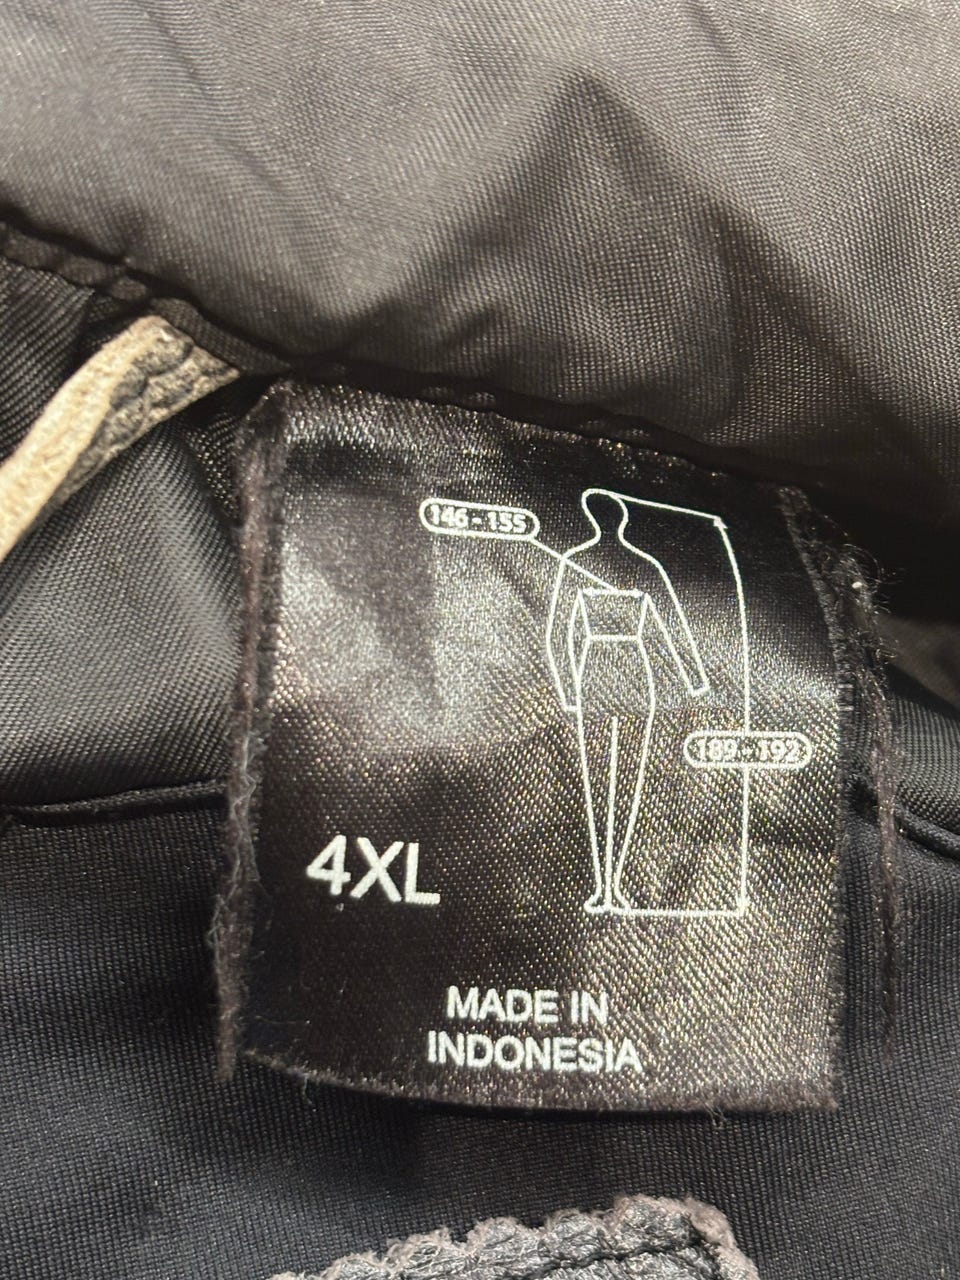 146 - 155
189 - 192
4XL
MADE IN
INDONESIA